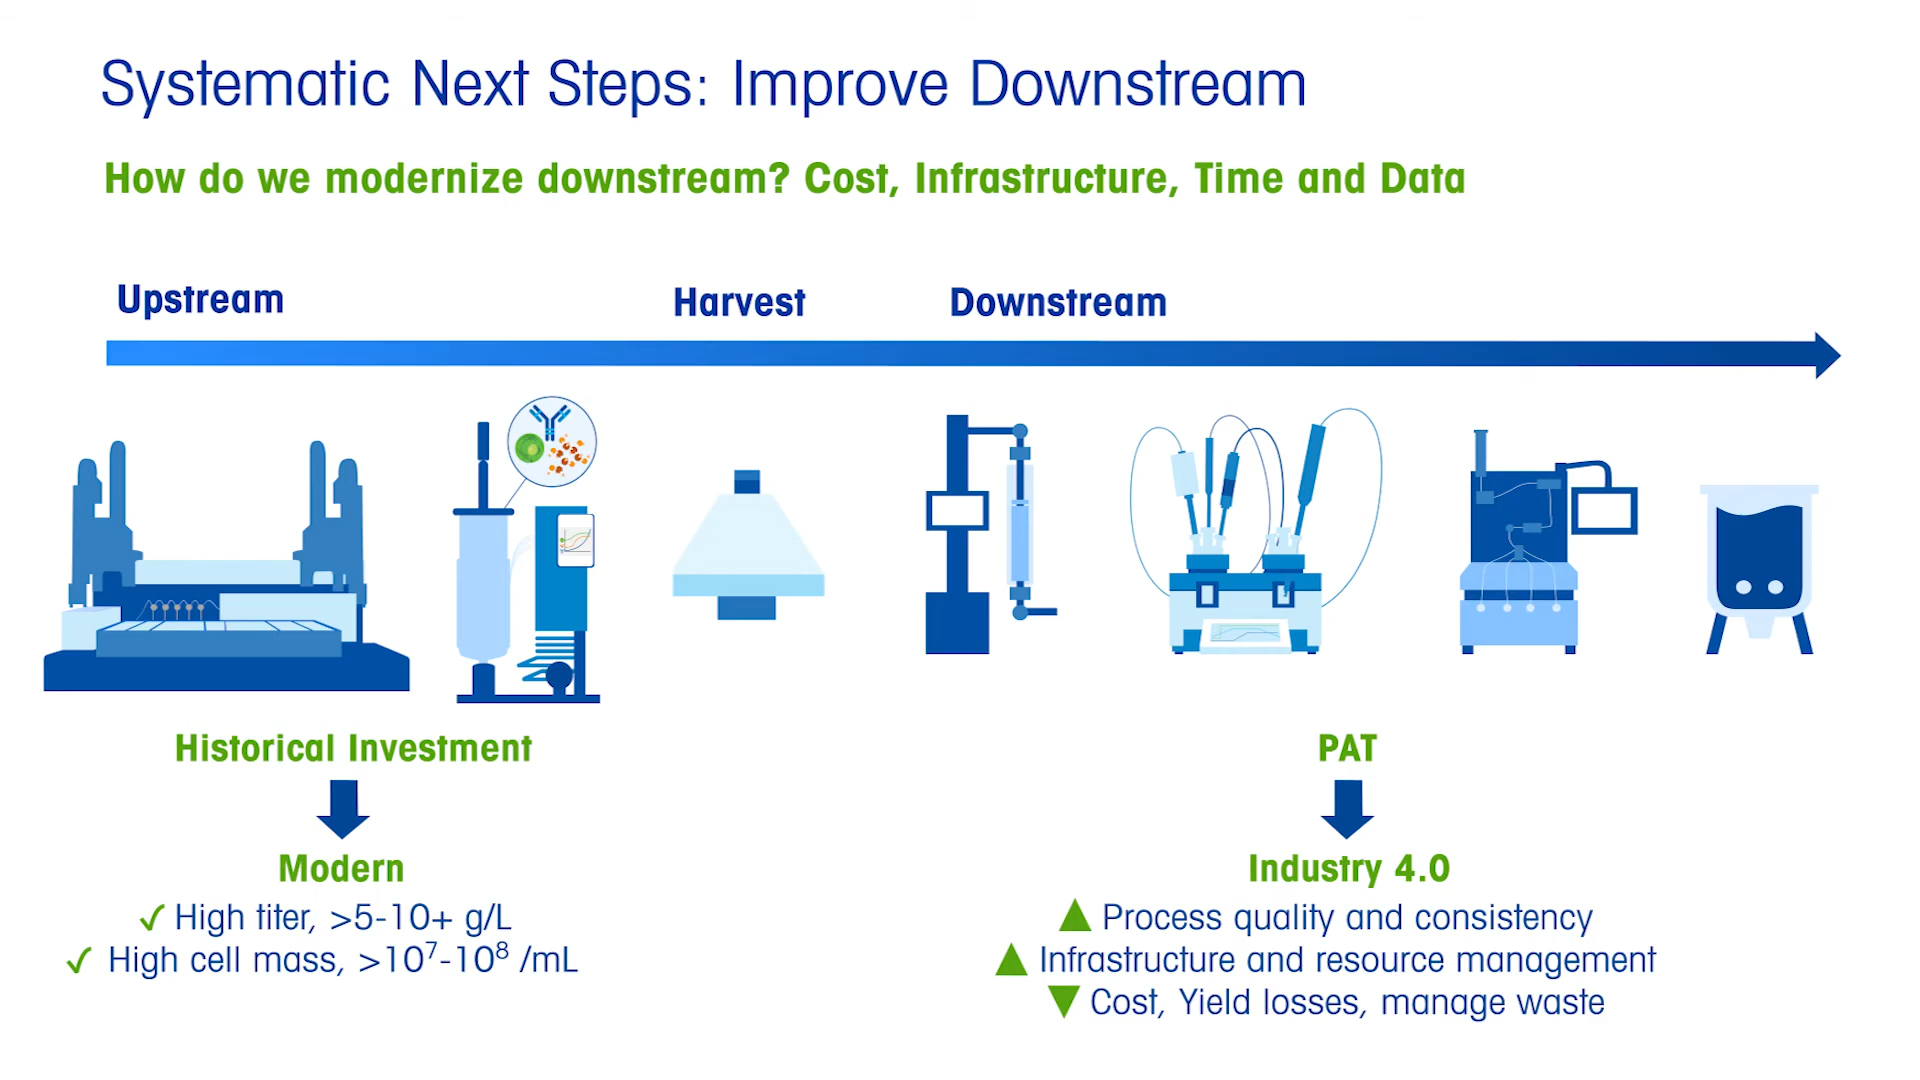 Systematic Next Steps: Improve Downstream
How do we modernize downstream? Cost, Infrastructure, Time and Data
Upstream
Harvest
Downstream
Historical Investment
Modern
✓ High titer, >5-10+ g/L
✓ High cell mass, >10⁷-10⁸ /mL
PAT
Industry 4.0
▲ Process quality and consistency
▲ Infrastructure and resource management
▼ Cost, Yield losses, manage waste